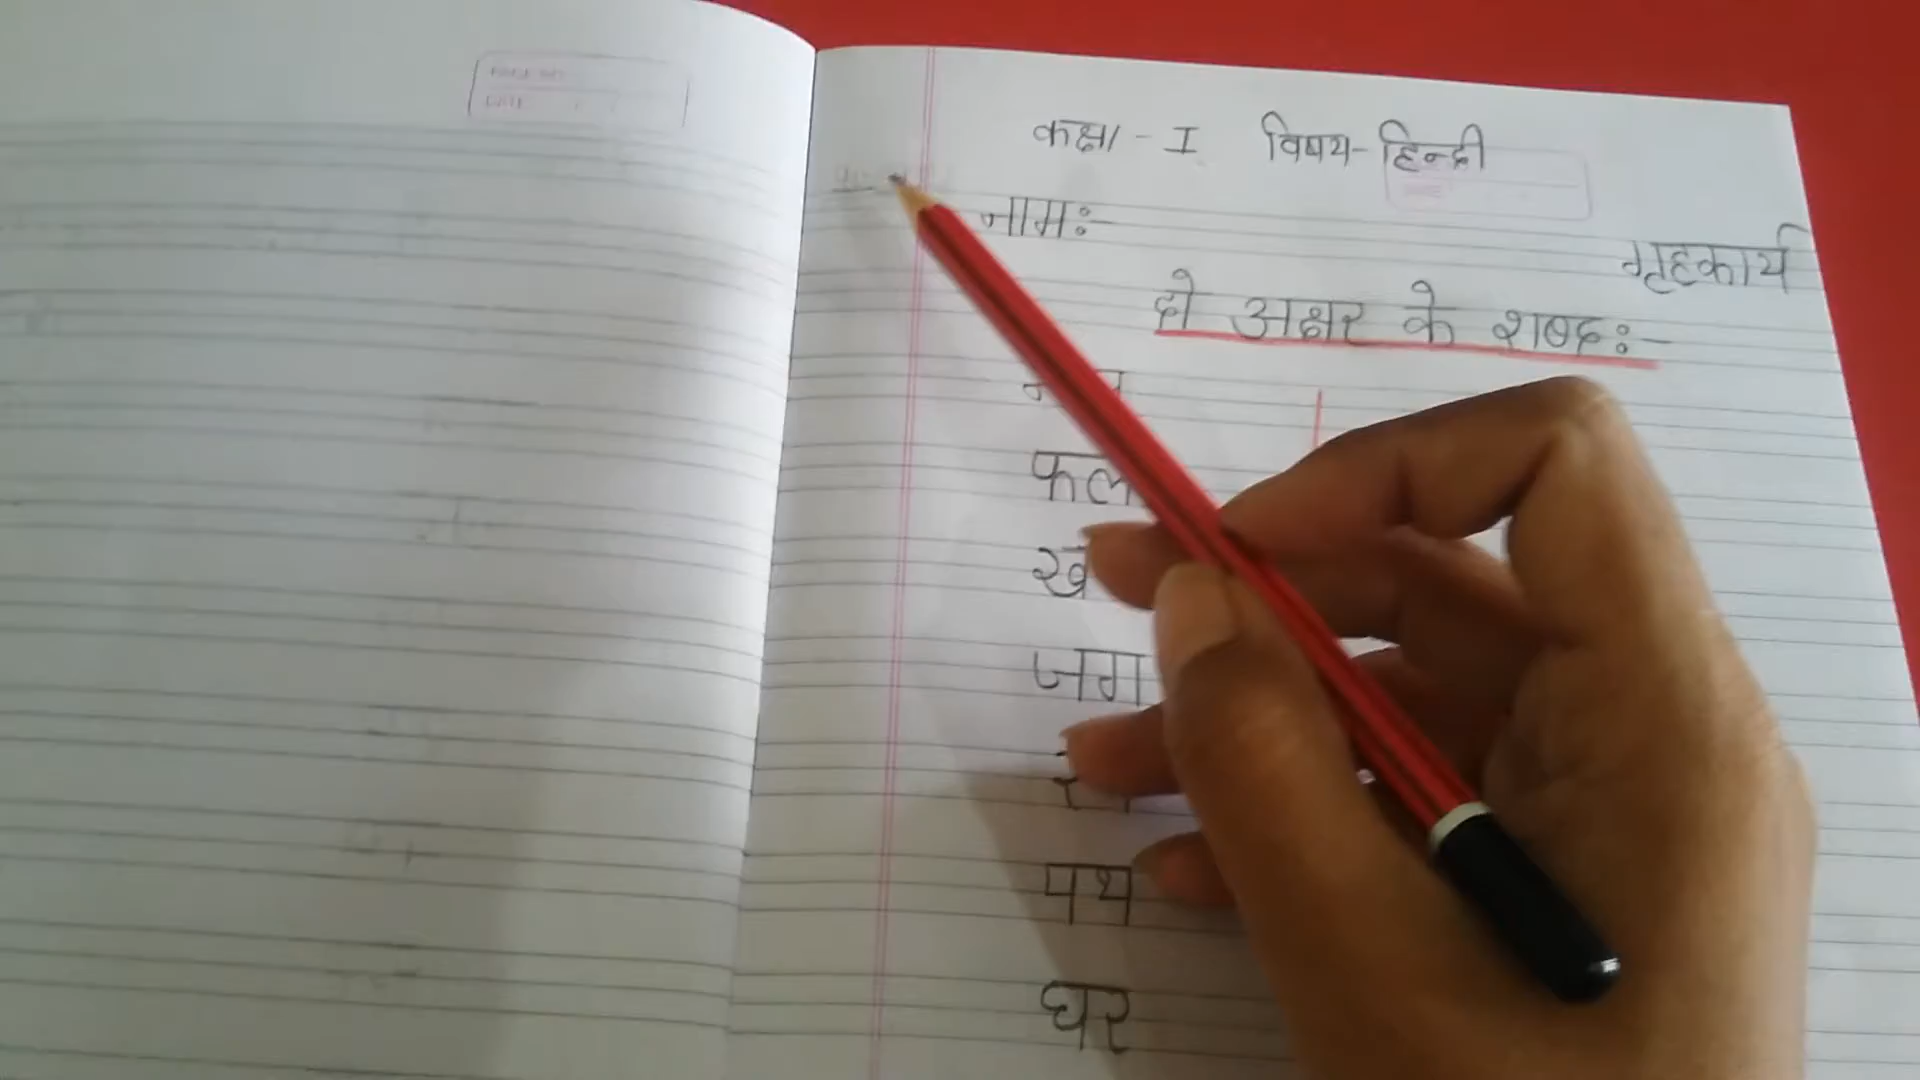 कक्षा - I विषय - हिन्दी
नामः-
गृहकार्य
दो अक्षर के शब्दः-
फल
जग
पथ
घर